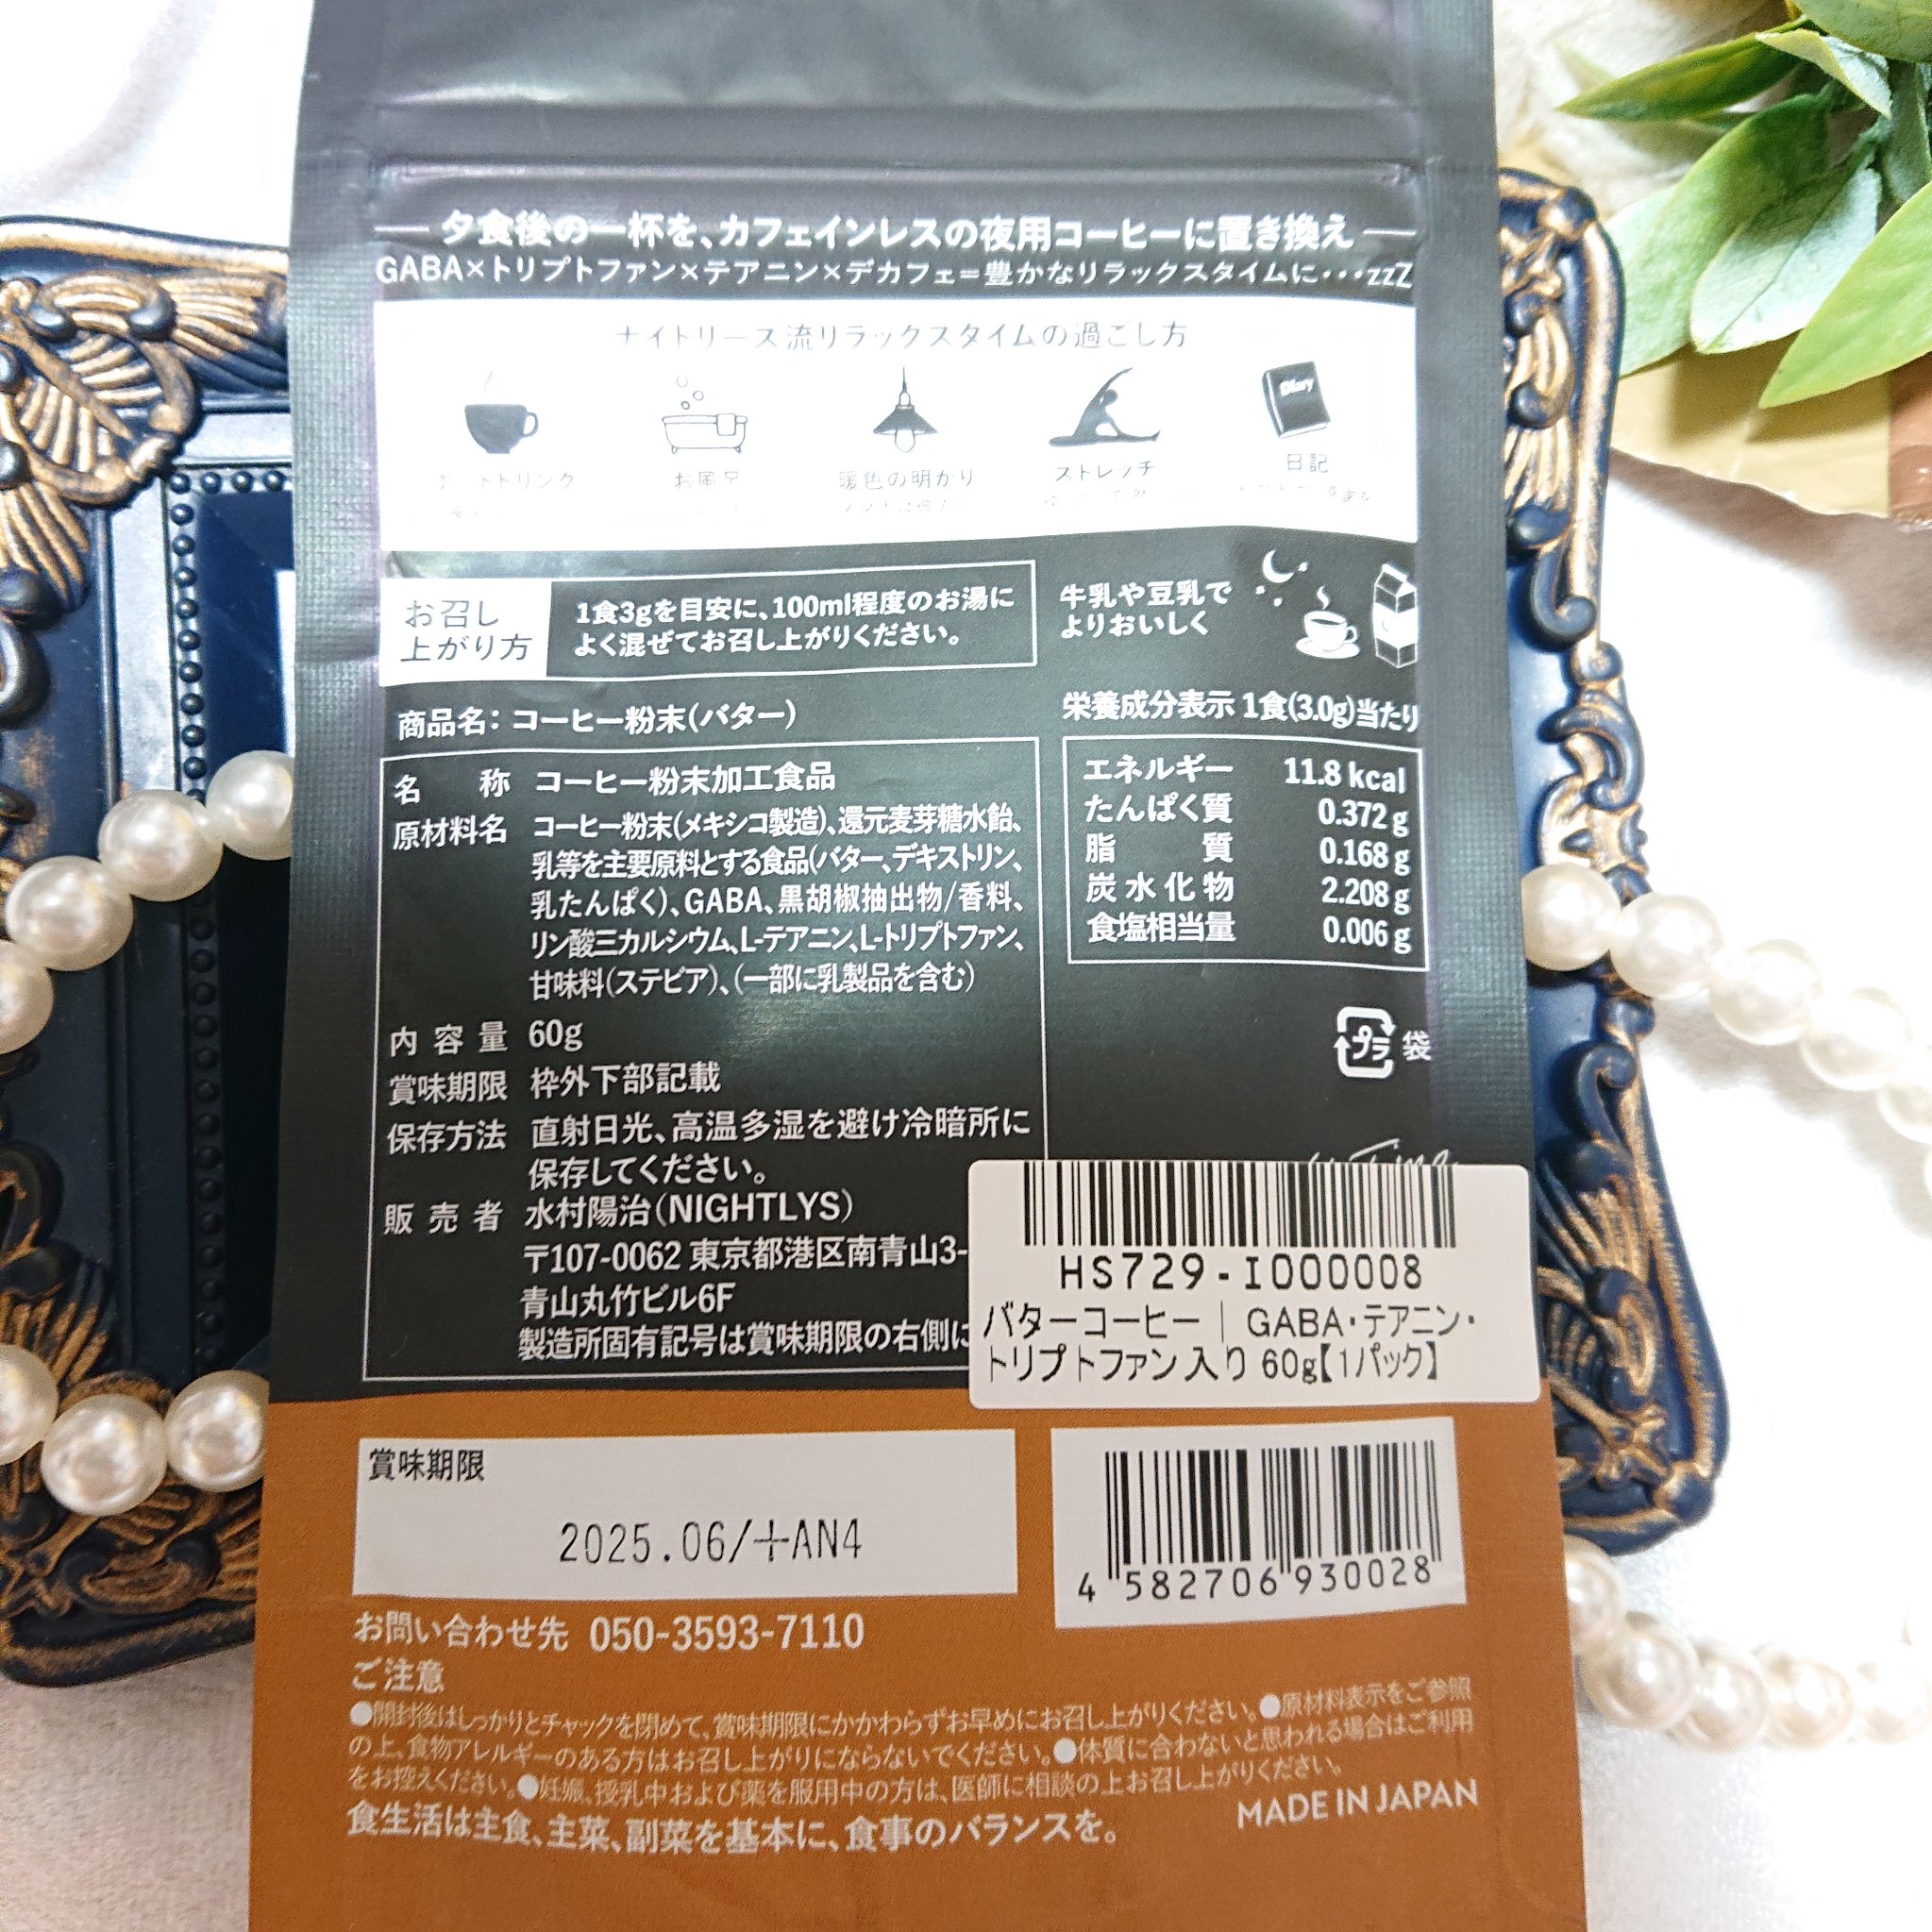 夕食後の一杯を、カフェインレスの夜用コーヒーに置き換え
GABA×トリプトファン×テアニン×デカフェ=豊かなリラックスタイムに・・・zzZ
ナイトリース流リラックスタイムの過ごし方
ホットドリンク
お風呂
暖色の明かり
ストレッチ
Diary
日記
お召し
上がり方
1食3gを目安に、100ml程度のお湯に
よく混ぜてお召し上がりください。
牛乳や豆乳で
よりおいしく
商品名：コーヒー粉末(バター)
名称 コーヒー粉末加工食品
原材料名 コーヒー粉末(メキシコ製造)、還元麦芽糖水飴、
乳等を主要原料とする食品(バター、デキストリン、
乳たんぱく)、GABA、黒胡椒抽出物/香料、
リン酸三カルシウム、L-テアニン、L-トリプトファン、
甘味料(ステビア)、(一部に乳製品を含む)
内容量 60g
賞味期限 枠外下部記載
保存方法 直射日光、高温多湿を避け冷暗所に
保存してください。
販売者 水村陽治(NIGHTLYS)
〒107-0062 東京都港区南青山3-
青山丸竹ビル6F
製造所固有記号は賞味期限の右側に
栄養成分表示 1食(3.0g)当たり
エネルギー 11.8 kcal
たんぱく質 0.372 g
脂質 0.168 g
炭水化物 2.208 g
食塩相当量 0.006 g
プラ 袋
HS729-I000008
バターコーヒー｜GABA・テアニン・
トリプトファン入り 60g【1パック】
賞味期限
2025.06/+AN4
4 582706 930028
お問い合わせ先 050-3593-7110
ご注意
●開封後はしっかりとチャックを閉めて、賞味期限にかかわらずお早めにお召し上がりください。●原材料表示をご参照
の上、食物アレルギーのある方はお召し上がりにならないでください。●体質に合わないと思われる場合はご利用
をお控えください。●妊娠、授乳中および薬を服用中の方は、医師に相談の上お召し上がりください。
食生活は主食、主菜、副菜を基本に、食事のバランスを。
MADE IN JAPAN